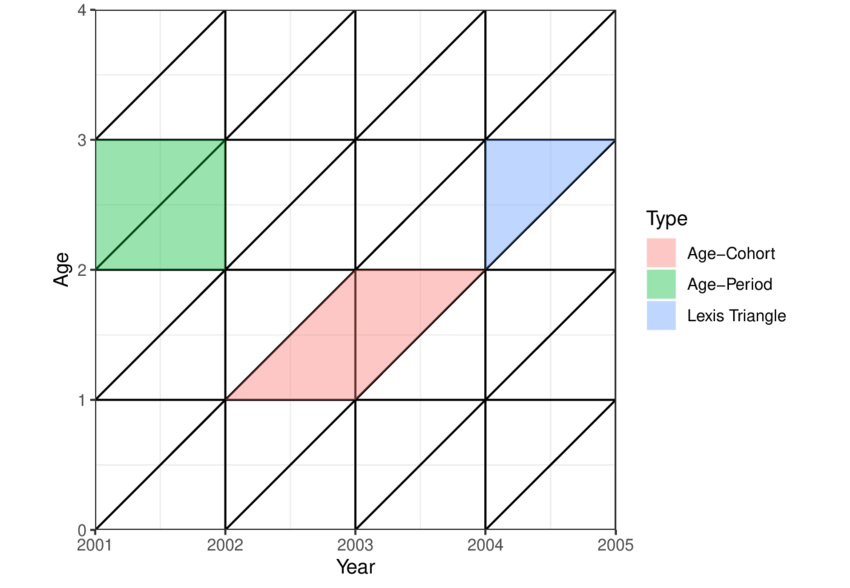 4
3
2
1
0
Age
2001 2002 2003 2004 2005
Year
Type
Age−Cohort
Age−Period
Lexis Triangle